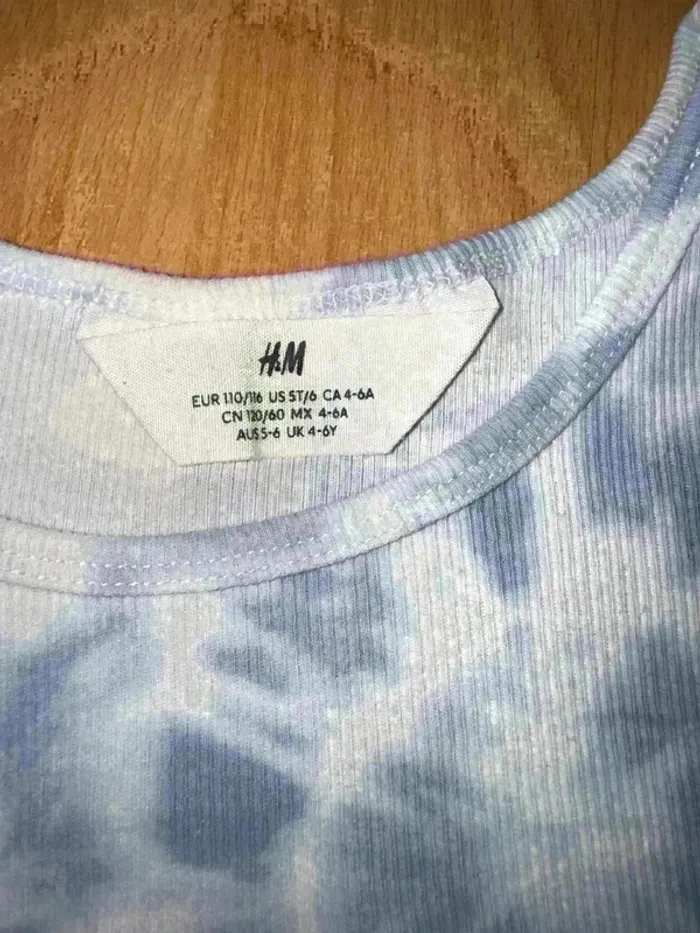 H&M
EUR 110/116 US 5T/6 CA 4-6A
CN 120/60 MX 4-6A
AUS 5-6 UK 4-6Y